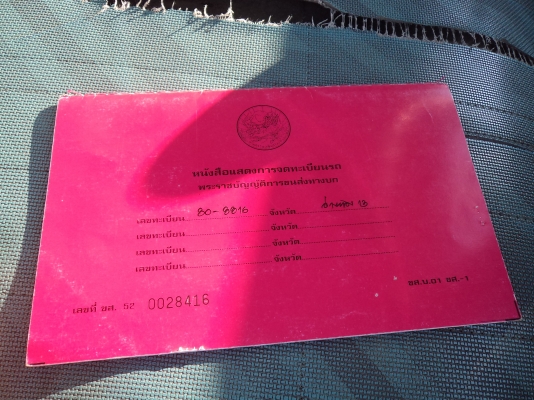 หนังสือแสดงการจดทะเบียนรถ
พระราชบัญญัติการขนส่งทางบก
เลขทะเบียน 80-8816 จังหวัด
เลขทะเบียน จังหวัด
เลขทะเบียน จังหวัด
เลขทะเบียน จังหวัด
เลขที่ ขส. 52 0028416 ขส.บ.01 ขส.-1